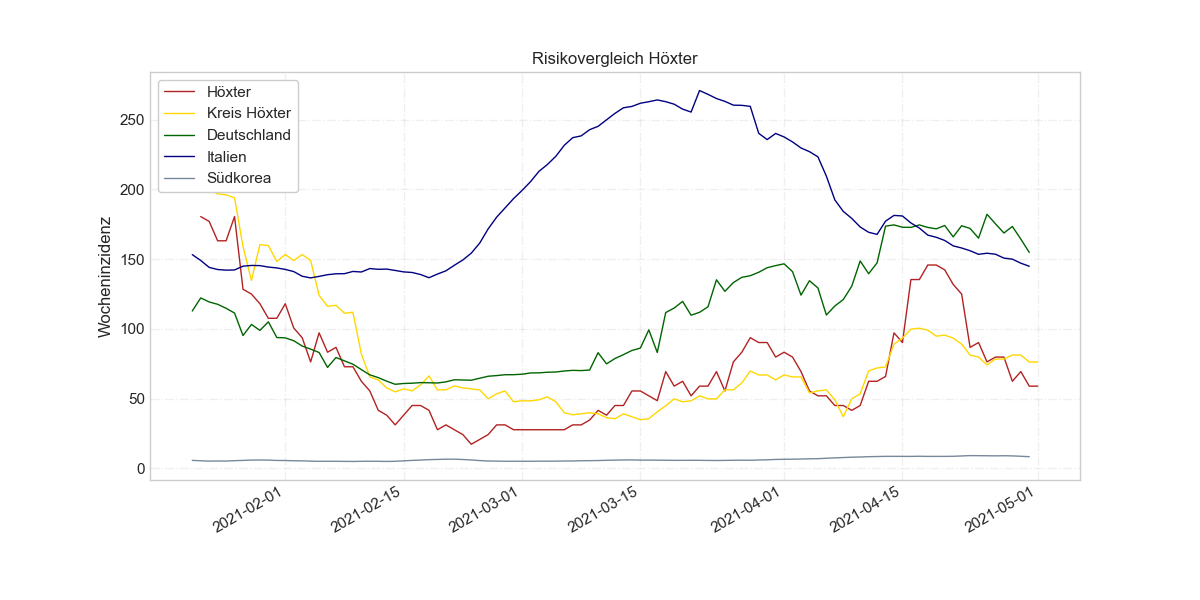 Risikovergleich Höxter
Höxter
Kreis Höxter
Deutschland
Italien
Südkorea
Wocheninzidenz
250
200
150
100
50
0
2021-02-01
2021-02-15
2021-03-01
2021-03-15
2021-04-01
2021-04-15
2021-05-01